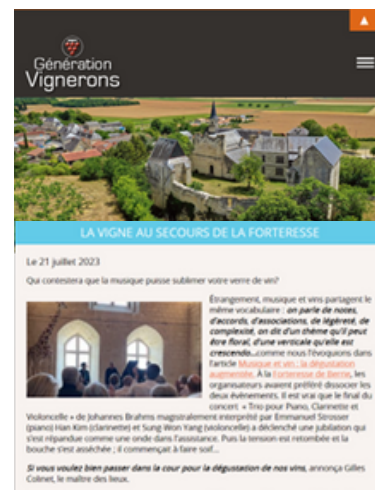 Génération
Vignerons
LA VIGNE AU SECOURS DE LA FORTERESSE
Le 21 juillet 2023
Qui contestera que la musique puisse sublimer votre verre de vin?
Étrangement, musique et vins partagent le
même vocabulaire : on parle de notes,
d'accords, d'associations, de légèreté, de
complexité, on dit d'un thème qu'il peut
être floral, d'une verticale qu'elle est
crescendo...comme nous l'évoquions dans
l'article Musique et vin : la dégustation
augmentée. À la Forteresse de Berrie, les
organisateurs avaient préféré dissocier les
deux évènements. Il est vrai que le final du
concert « Trio pour Piano, Clarinette et
Violoncelle » de Johannes Brahms magistralement interprété par Emmanuel Strosser
(piano) Han Kim (clarinette) et Sung Won Yang (violoncelle) a déclenché une jubilation qui
s'est répandue comme une onde dans l'assistance. Puis la tension est retombée et la
bouche s'est asséchée ; il commençait à faire soif...
Si vous voulez bien passer dans la cour pour la dégustation de nos vins, annonça Gilles
Colinet, le maître des lieux.